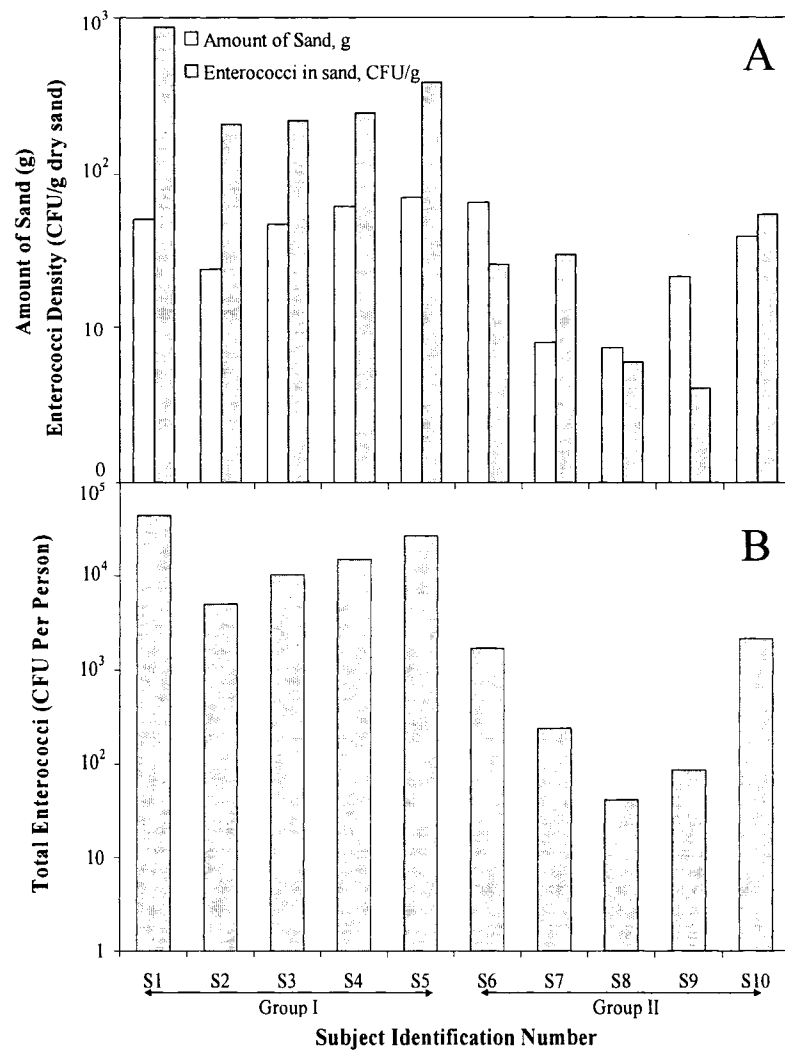 10³
Amount of Sand, g
Enterococci in sand, CFU/g
A
10²
10
0
Amount of Sand (g)
Enterococci Density (CFU/g dry sand)
10⁵
B
10⁴
10³
10²
10
1
Total Enterococci (CFU Per Person)
S1 S2 S3 S4 S5 S6 S7 S8 S9 S10
Group I Group II
Subject Identification Number